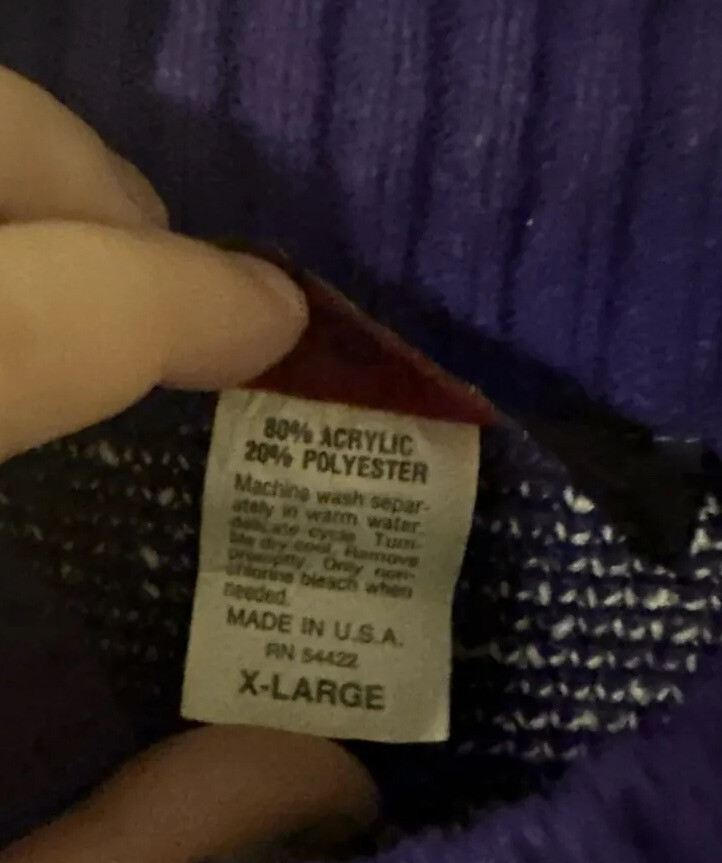 80% ACRYLIC
20% POLYESTER
Machine wash separ-
ately in warm water,
delicate cycle. Tum-
ble dry cool. Remove
promptly. Only non-
chlorine bleach when
needed.
MADE IN U.S.A.
RN 54422
X-LARGE